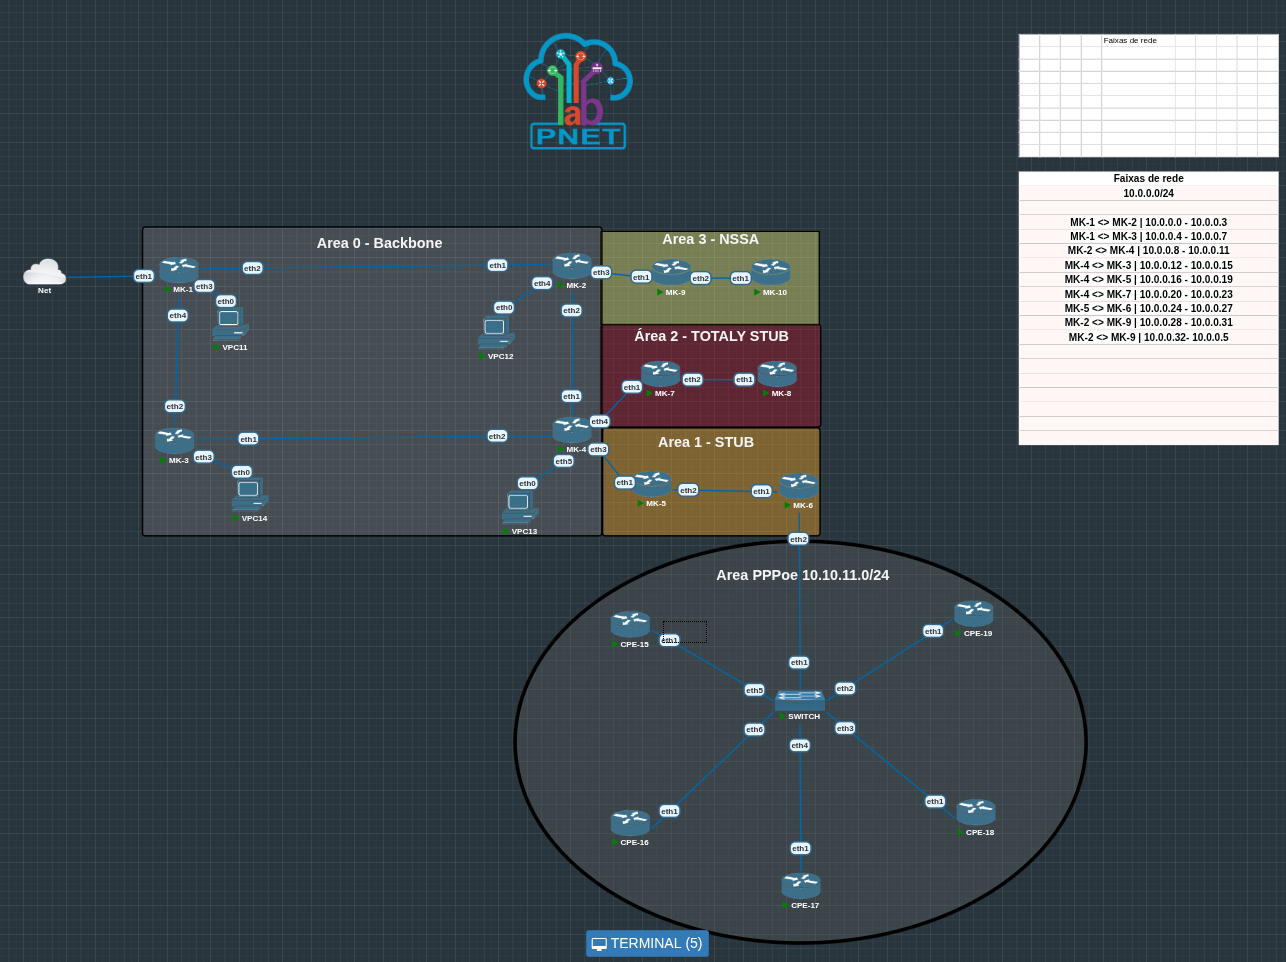 lab
PNET
Faixas de rede
Faixas de rede
10.0.0.0/24
MK-1 <> MK-2 | 10.0.0.0 - 10.0.0.3
MK-1 <> MK-3 | 10.0.0.4 - 10.0.0.7
MK-2 <> MK-4 | 10.0.0.8 - 10.0.0.11
MK-4 <> MK-3 | 10.0.0.12 - 10.0.0.15
MK-4 <> MK-5 | 10.0.0.16 - 10.0.0.19
MK-4 <> MK-7 | 10.0.0.20 - 10.0.0.23
MK-5 <> MK-6 | 10.0.0.24 - 10.0.0.27
MK-2 <> MK-9 | 10.0.0.28 - 10.0.0.31
MK-2 <> MK-9 | 10.0.0.32- 10.0.0.5
Area 0 - Backbone
Net
eth1
MK-1
eth2
eth3
eth4
eth0
VPC11
eth1
MK-2
eth3
eth4
eth2
eth0
VPC12
eth2
MK-3
eth1
eth3
eth0
VPC14
eth1
eth2
MK-4
eth4
eth3
eth5
eth0
VPC13
Area 3 - NSSA
eth1
MK-9
eth2
eth1
MK-10
Área 2 - TOTALY STUB
eth1
MK-7
eth2
eth1
MK-8
Area 1 - STUB
eth1
MK-5
eth2
eth1
MK-6
eth2
Area PPPoe 10.10.11.0/24
CPE-15
eth1
CPE-19
eth1
eth1
eth5
eth2
SWITCH
eth6
eth4
eth3
eth1
CPE-16
eth1
CPE-18
eth1
CPE-17
TERMINAL (5)